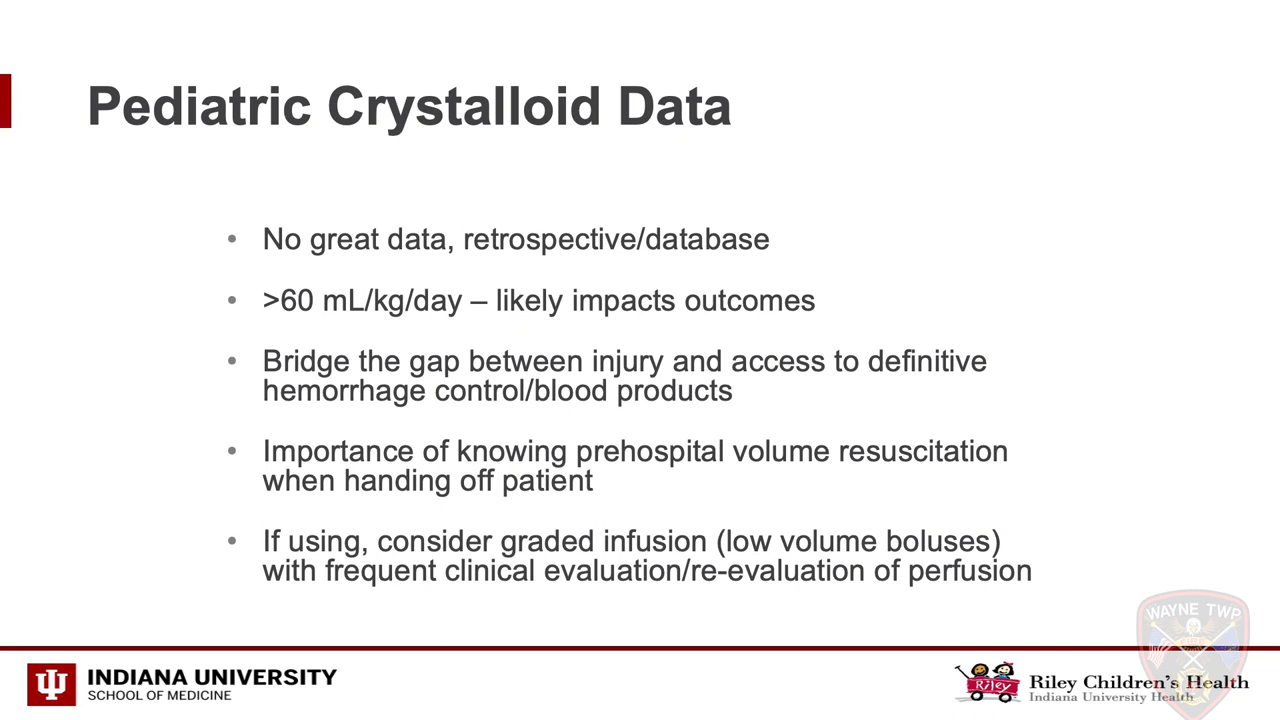 Pediatric Crystalloid Data
• No great data, retrospective/database
• >60 mL/kg/day – likely impacts outcomes
• Bridge the gap between injury and access to definitive
hemorrhage control/blood products
• Importance of knowing prehospital volume resuscitation
when handing off patient
• If using, consider graded infusion (low volume boluses)
with frequent clinical evaluation/re-evaluation of perfusion
WAYNE TWP
FIRE
INDIANA UNIVERSITY
SCHOOL OF MEDICINE
Riley
Riley Children's Health
Indiana University Health